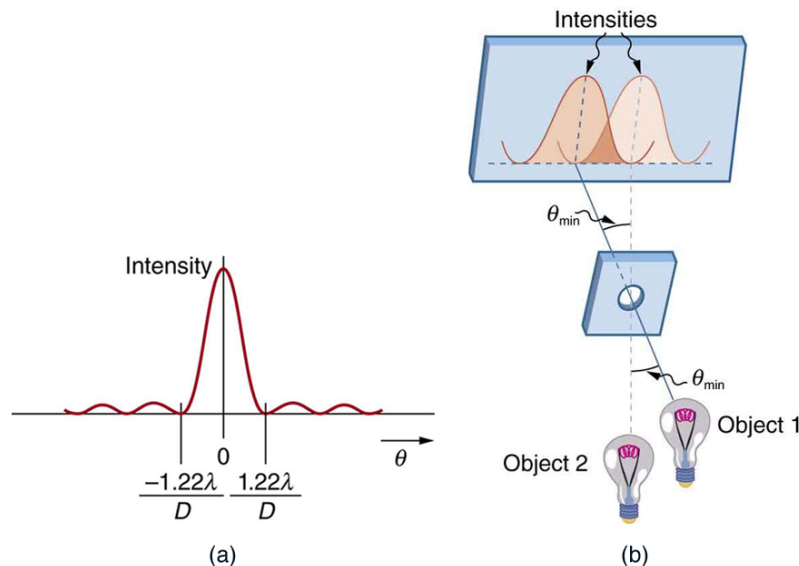 Intensity
0
θ
−1.22λ
D
1.22λ
D
(a)
Intensities
θmin
θmin
Object 1
Object 2
(b)